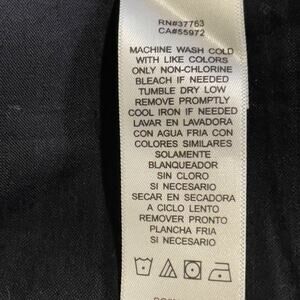 RN#37763
CA#55972
MACHINE WASH COLD
WITH LIKE COLORS
ONLY NON-CHLORINE
BLEACH IF NEEDED
TUMBLE DRY LOW
REMOVE PROMPTLY
COOL IRON IF NEEDED
LAVAR EN LAVADORA
CON AGUA FRIA CON
COLORES SIMILARES
SOLAMENTE
BLANQUEADOR
SIN CLORO
SI NECESARIO
SECAR EN SECADORA
A CICLO LENTO
REMOVER PRONTO
PLANCHA FRIA
SI NECESARIO